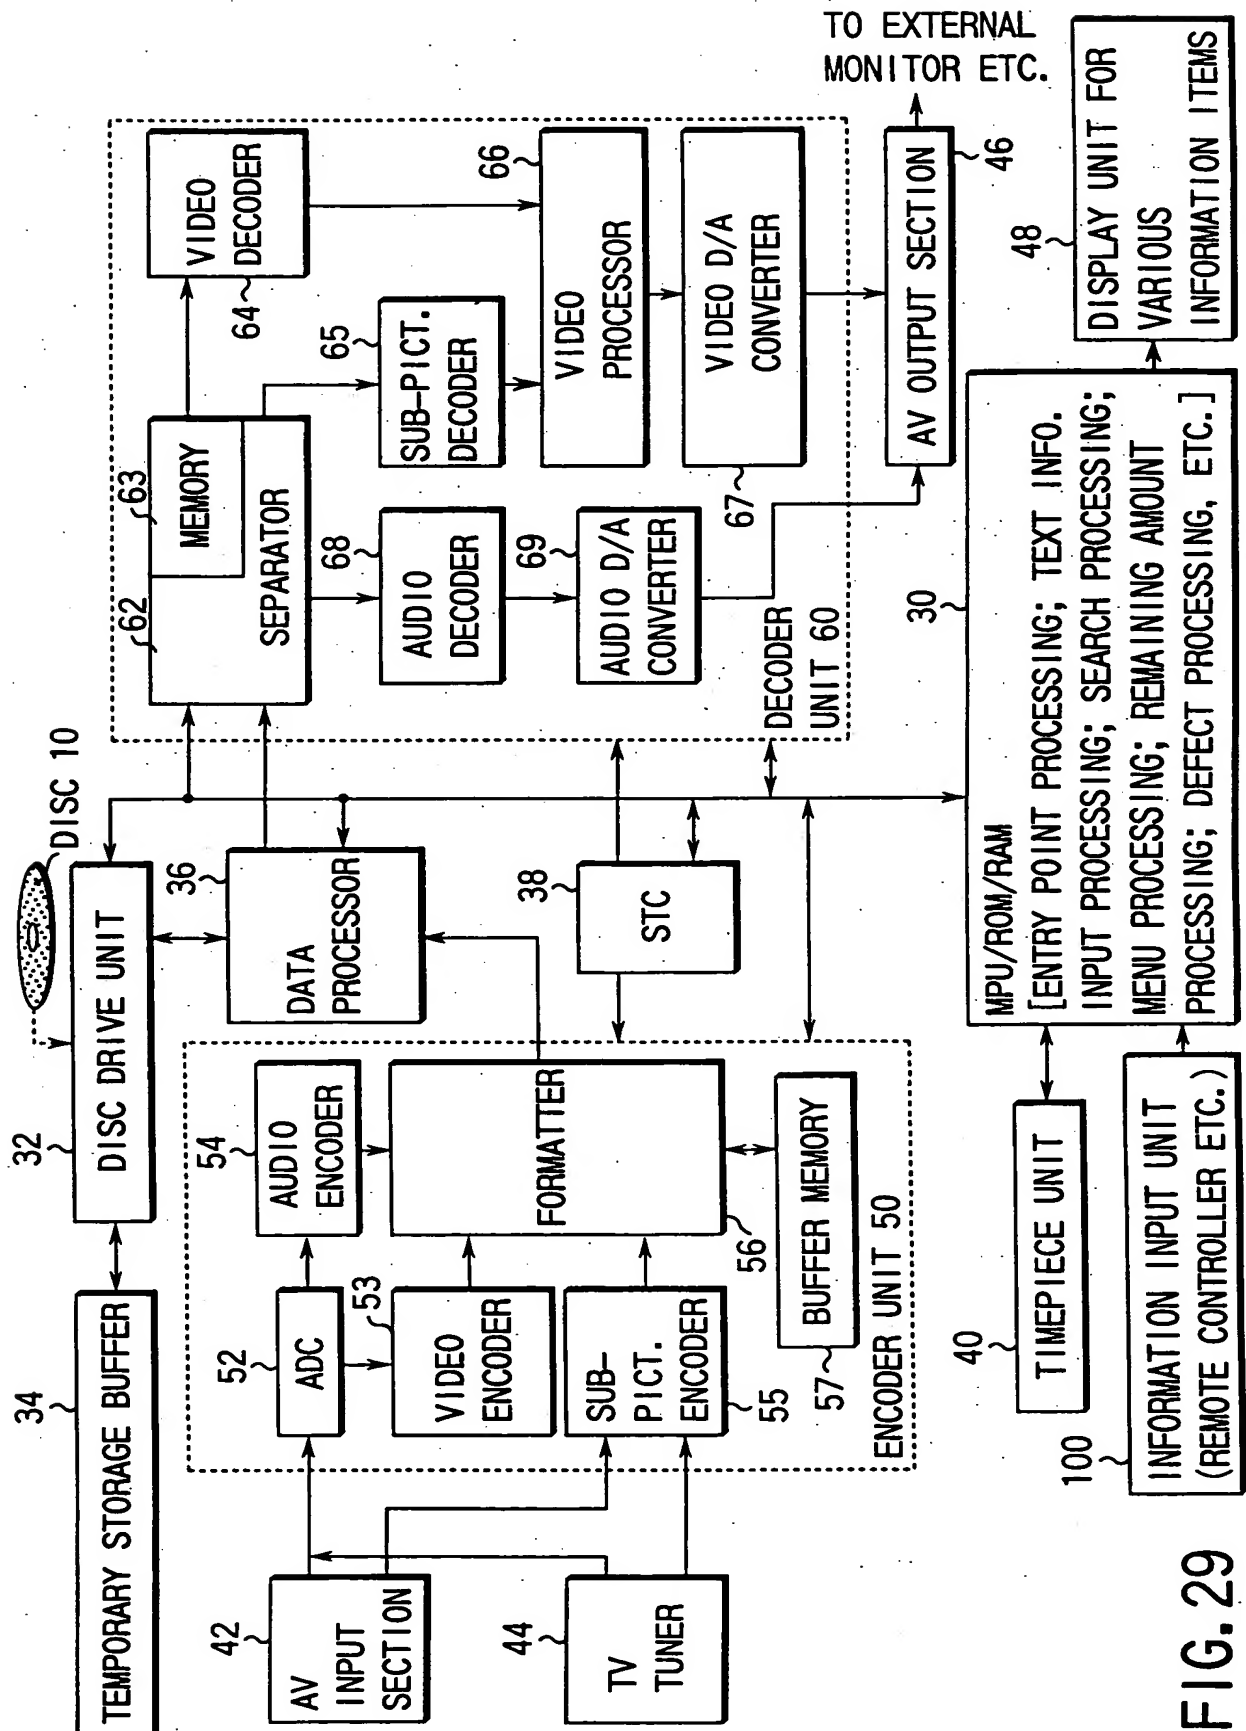 34
TEMPORARY STORAGE BUFFER
32
DISC DRIVE UNIT
DISC 10
36
DATA
PROCESSOR
42
AV
INPUT
SECTION
44
TV
TUNER
52
ADC
54
AUDIO
ENCODER
53
VIDEO
ENCODER
SUB-
PICT.
ENCODER
55
FORMATTER
56
BUFFER MEMORY
57
ENCODER UNIT 50
38
STC
62
63
MEMORY
SEPARATOR
VIDEO
DECODER
64
65
SUB-PICT.
DECODER
68
AUDIO
DECODER
69
AUDIO D/A
CONVERTER
66
VIDEO
PROCESSOR
VIDEO D/A
CONVERTER
67
DECODER
UNIT 60
AV OUTPUT SECTION
46
TO EXTERNAL
MONITOR ETC.
30
MPU/ROM/RAM
[ENTRY POINT PROCESSING; TEXT INFO.
INPUT PROCESSING; SEARCH PROCESSING;
MENU PROCESSING; REMAINING AMOUNT
PROCESSING; DEFECT PROCESSING, ETC.]
48
DISPLAY UNIT FOR
VARIOUS
INFORMATION ITEMS
40
TIMEPIECE UNIT
100
INFORMATION INPUT UNIT
(REMOTE CONTROLLER ETC.)
FIG.29